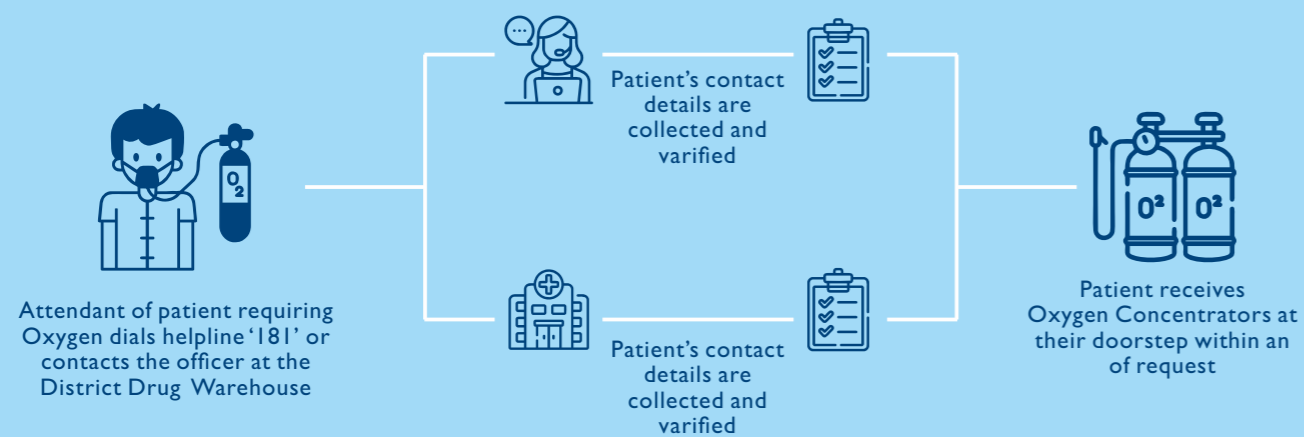 Patient's contact
details are
collected and
varified
O2
Attendant of patient requiring
Oxygen dials helpline ‘181’ or
contacts the officer at the
District Drug Warehouse
Patient’s contact
details are
collected and
varified
O² O²
Patient receives
Oxygen Concentrators at
their doorstep within an
of request